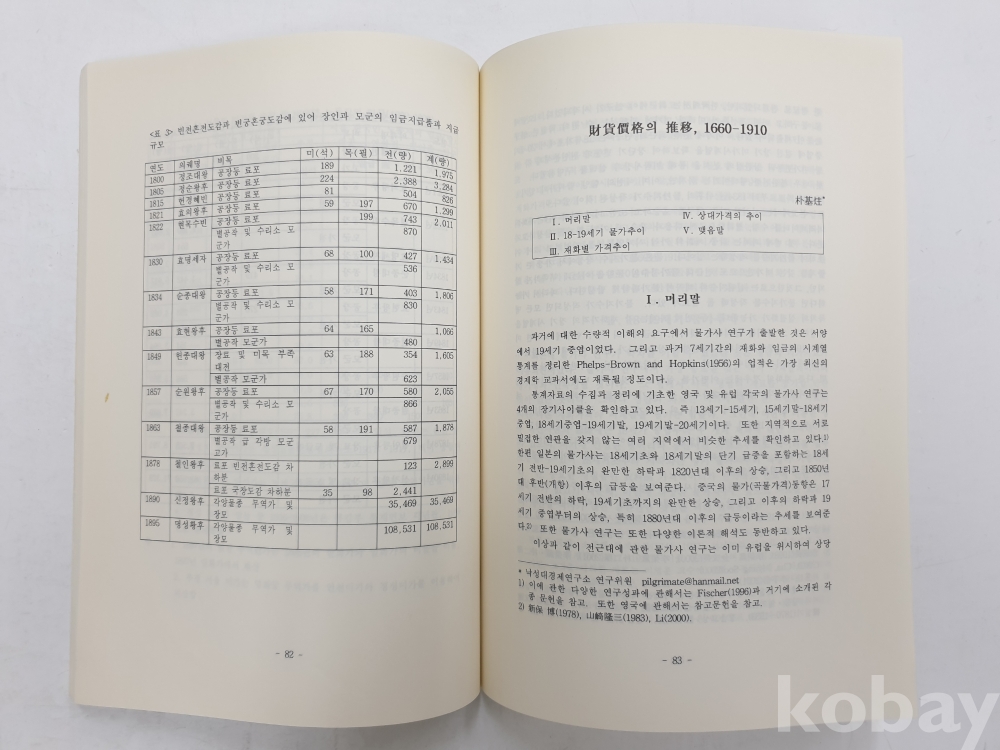 <표 3> 빈전혼전도감과 빈궁혼궁도감에 있어 장인과 모군의 임금지급품과 지급
규모
연도 의궤명 비목 미(석) 목(필) 전(량) 계(량)
1800 정조대왕 공장등 료포 189 1.221 1,975
1805 정순왕후 공장등 료포 224 2,388 3,284
1815 헌경혜빈 공장등 료포 81 504 826
1821 효의왕후 공장등 료포 59 197 670 1,299
1822 현목수빈 공장등 료포 199 743 2,011
별공작 및 수리소 모 870
군가
1830 효명세자 공장등 료포 68 100 427 1,434
별공작 및 수리소 모 536
군가
1834 순종대왕 공장등 료포 58 171 403 1,806
별공작 및 수리소 모 830
군가
1843 효현왕후 공장등 료포 64 165 1,066
별공작 모군가 480
1849 헌종대왕 장료 및 미목 부족 63 188 354 1,605
대전
별공작 모군가 623
1857 순원왕후 공장등 료포 67 170 580 2,055
별공작 및 수리소 모 866
군가
1863 철종대왕 공장등 료포 58 191 587 1,878
별공작 급 각방 모군 679
고가
1878 철인왕후 료포 빈전혼전도감 차 123 2,899
하분
료포 국장도감 차하분 35 98 2,441
1890 신정왕후 각양물종 무역가 및 35,469 35,469
장모
1895 명성왕후 각양물종 무역가 및 108,531 108,531
장모
- 82 -
財貨價格의 推移, 1660-1910
朴基炷*
Ⅰ. 머리말 Ⅳ. 상대가격의 추이
Ⅱ. 18-19세기 물가추이 Ⅴ. 맺음말
Ⅲ. 재화별 가격추이
Ⅰ. 머리말
과거에 대한 수량적 이해의 요구에서 물가사 연구가 출발한 것은 서양
에서 19세기 중엽이었다. 그리고 과거 7세기간의 재화와 임금의 시계열
통계를 정리한 Phelps-Brown and Hopkins(1956)의 업적은 가장 최신의
경제학 교과서에도 재록될 정도이다.
통계자료의 수집과 정리에 기초한 영국 및 유럽 각국의 물가사 연구는
4개의 장기사이클을 확인하고 있다. 즉 13세기-15세기, 15세기말-18세기
중엽, 18세기중엽-19세기말, 19세기말-20세기이다. 또한 지역적으로 서로
밀접한 연관을 갖지 않는 여러 지역에서 비슷한 추세를 확인하고 있다.1)
한편 일본의 물가사는 18세기초와 18세기말의 단기 급증을 포함하는 18세
기 전반-19세기초의 완만한 하락과 1820년대 이후의 상승, 그리고 1850년
대 후반(개항) 이후의 급등을 보여준다. 중국의 물가(곡물가격)동향은 17
세기 전반의 하락, 19세기초까지의 완만한 상승, 그리고 이후의 하락과 19
세기 중엽부터의 상승, 특히 1880년대 이후의 급등이라는 추세를 보여준
다.2) 또한 물가사 연구는 또한 다양한 이론적 해석도 동반하고 있다.
이상과 같이 전근대에 관한 물가사 연구는 이미 유럽을 위시하여 상당
* 낙성대경제연구소 연구위원 pilgrimate@hanmail.net
1) 이에 관한 다양한 연구성과에 관해서는 Fischer(1996)과 거기에 소개된 각
종 문헌을 참고. 또한 영국에 관해서는 참고문헌을 참고.
2) 新保 博(1978), 山崎隆三(1983), Li(2000).
- 83 -
kobay